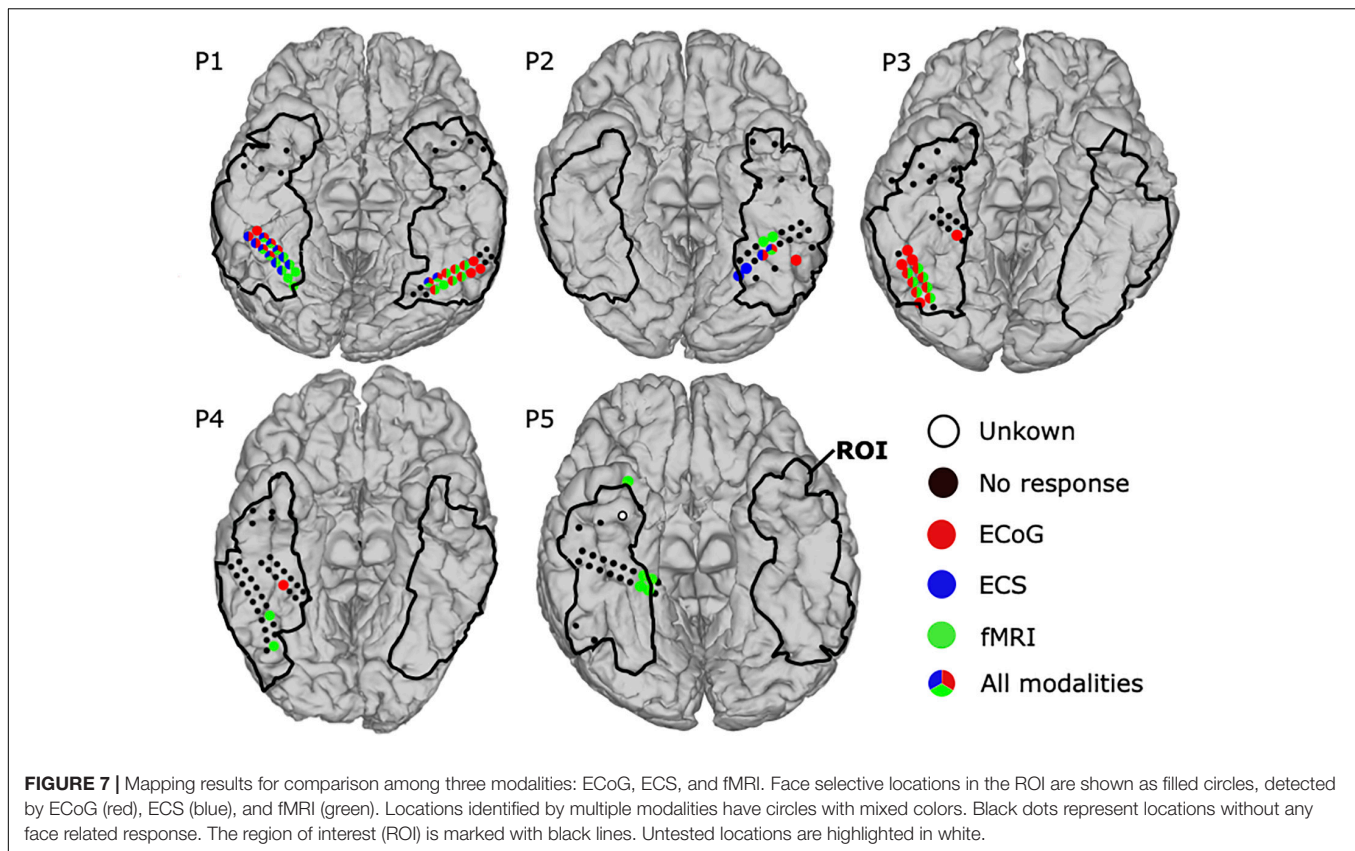 P1
P2
P3
P4
P5
ROI
Unkown
No response
ECoG
ECS
fMRI
All modalities
FIGURE 7 | Mapping results for comparison among three modalities: ECoG, ECS, and fMRI. Face selective locations in the ROI are shown as filled circles, detected
by ECoG (red), ECS (blue), and fMRI (green). Locations identified by multiple modalities have circles with mixed colors. Black dots represent locations without any
face related response. The region of interest (ROI) is marked with black lines. Untested locations are highlighted in white.